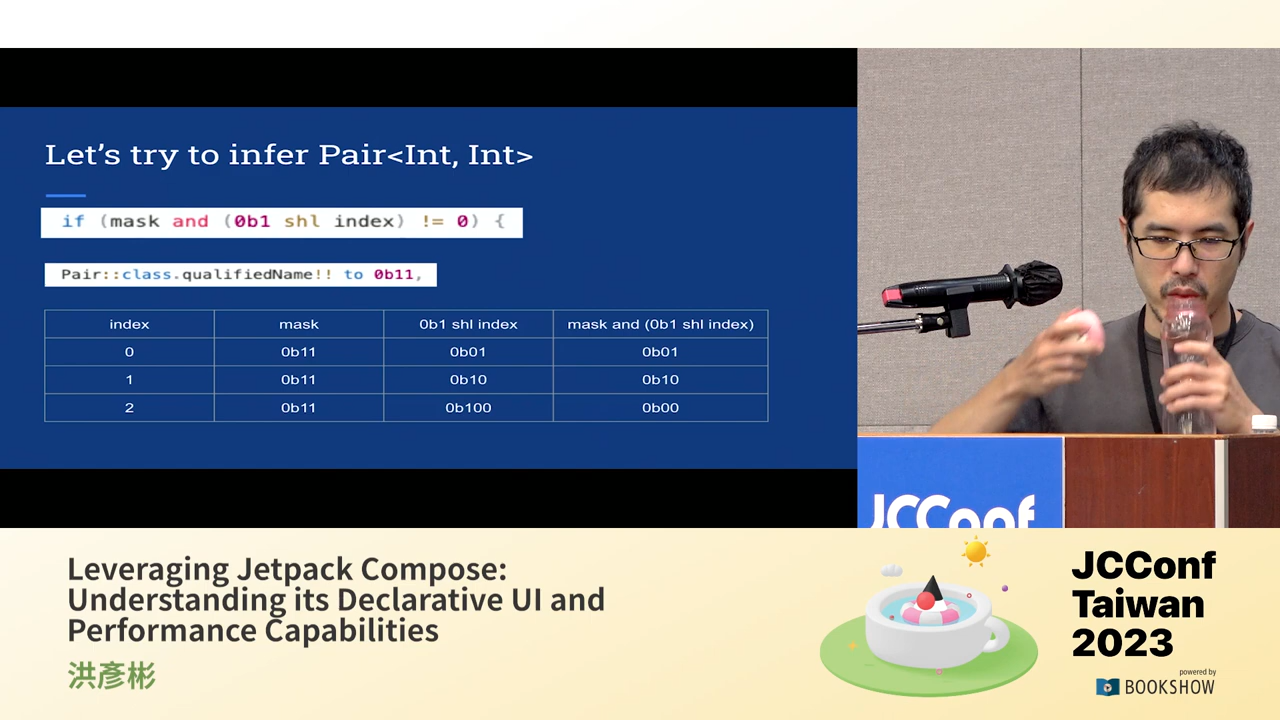 Let's try to infer Pair<Int, Int>
if (mask and (0b1 shl index) != 0) {
Pair::class.qualifiedName!! to 0b11,
index mask 0b1 shl index mask and (0b1 shl index)
0 0b11 0b01 0b01
1 0b11 0b10 0b10
2 0b11 0b100 0b00
JCConf
Leveraging Jetpack Compose:
Understanding its Declarative UI and
Performance Capabilities
洪彥彬
JCConf
Taiwan
2023
powered by
BOOKSHOW